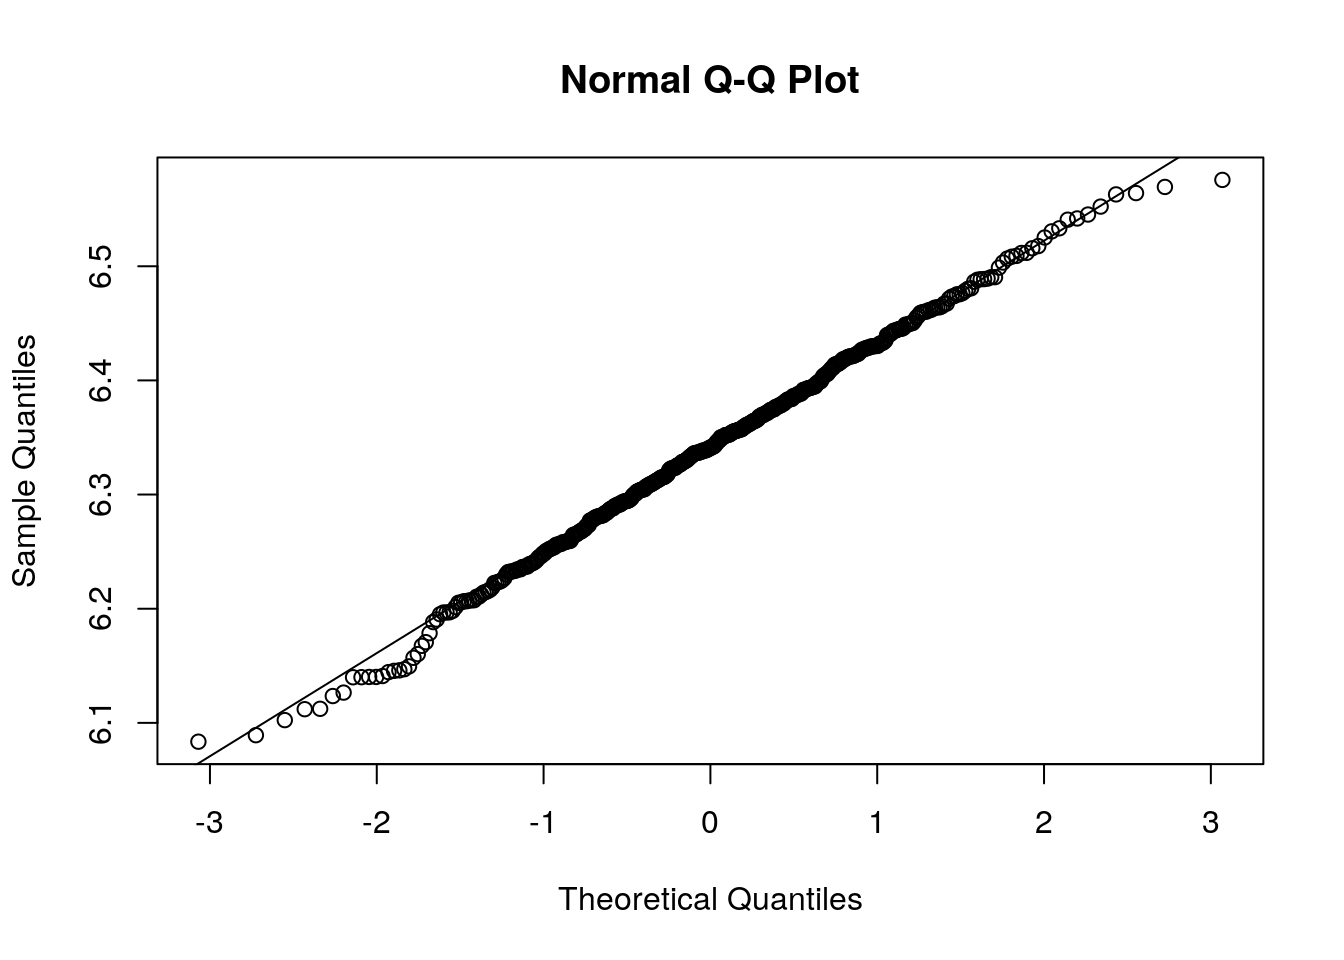 Normal Q-Q Plot
Sample Quantiles
6.5
6.4
6.3
6.2
6.1
-3 -2 -1 0 1 2 3
Theoretical Quantiles